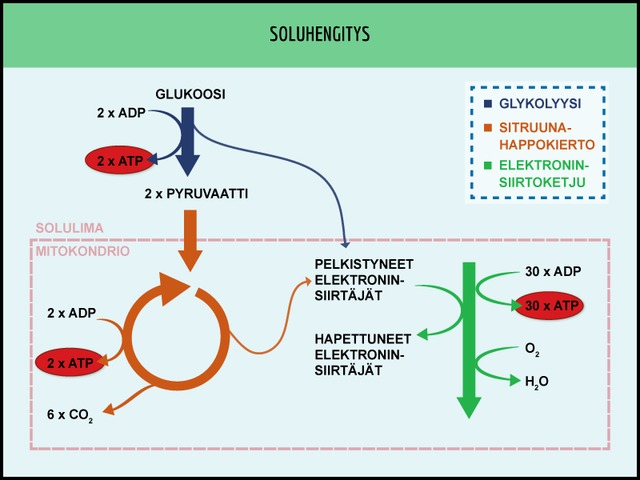 SOLUHENGITYS
GLUKOOSI
2 x ADP
2 x ATP
2 x PYRUVAATTI
GLYKOLYYSI
SITRUUNA-
HAPPOKIERTO
ELEKTRONIN-
SIIRTOKETJU
SOLULIMA
MITOKONDRIO
2 x ADP
2 x ATP
6 x CO₂
PELKISTYNEET
ELEKTRONIN-
SIIRTÄJÄT
HAPETTUNEET
ELEKTRONIN-
SIIRTÄJÄT
30 x ADP
30 x ATP
O₂
H₂O